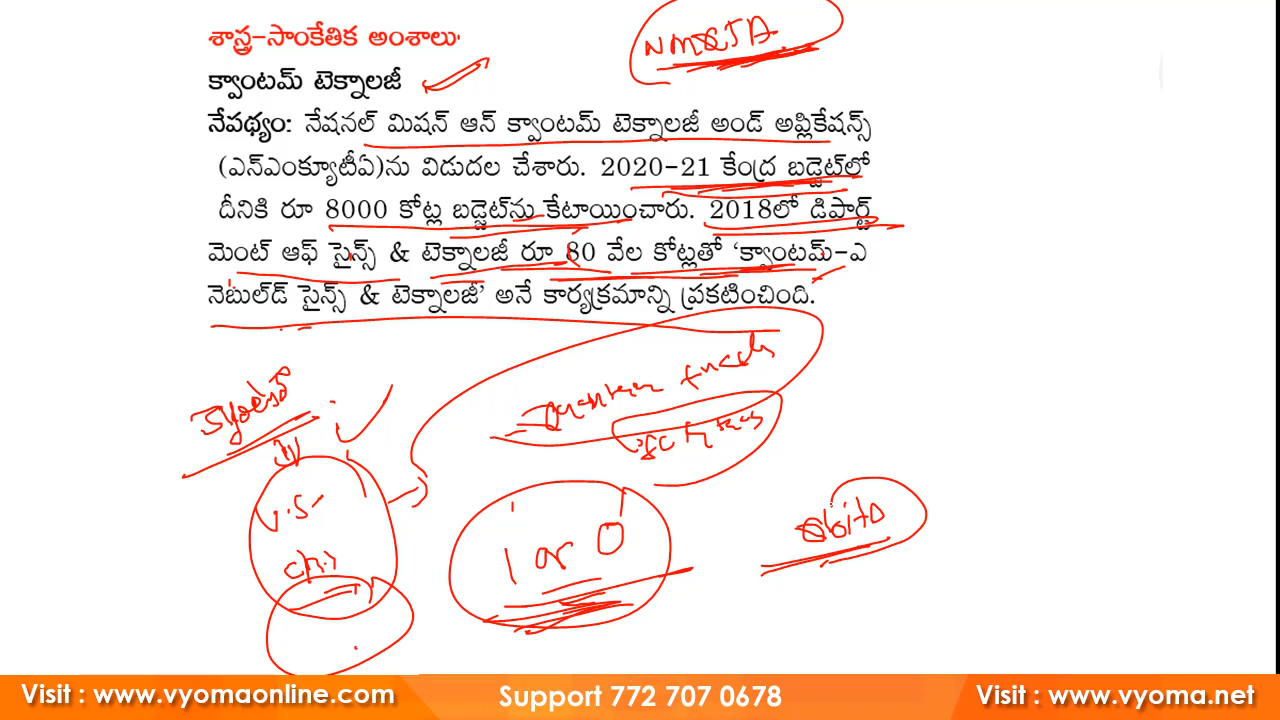 శాస్త్ర-సాంకేతిక అంశాలు
క్వాంటమ్ టెక్నాలజీ
నేపథ్యం: నేషనల్ మిషన్ ఆన్ క్వాంటమ్ టెక్నాలజీ అండ్ అప్లికేషన్స్
(ఎన్ఎంక్యూటీఏ)ను విడుదల చేశారు. 2020-21 కేంద్ర బడ్జెట్‌లో
దీనికి రూ 8000 కోట్ల బడ్జెట్‌ను కేటాయించారు. 2018లో డిపార్ట్
మెంట్ ఆఫ్ సైన్స్ & టెక్నాలజీ రూ 80 వేల కోట్లతో ‘క్వాంటమ్-ఎ
నెబుల్‌డ్ సైన్స్ & టెక్నాలజీ’ అనే కార్యక్రమాన్ని ప్రకటించింది.
1 or 0
Visit : www.vyomaonline.com
Support 772 707 0678
Visit : www.vyoma.net